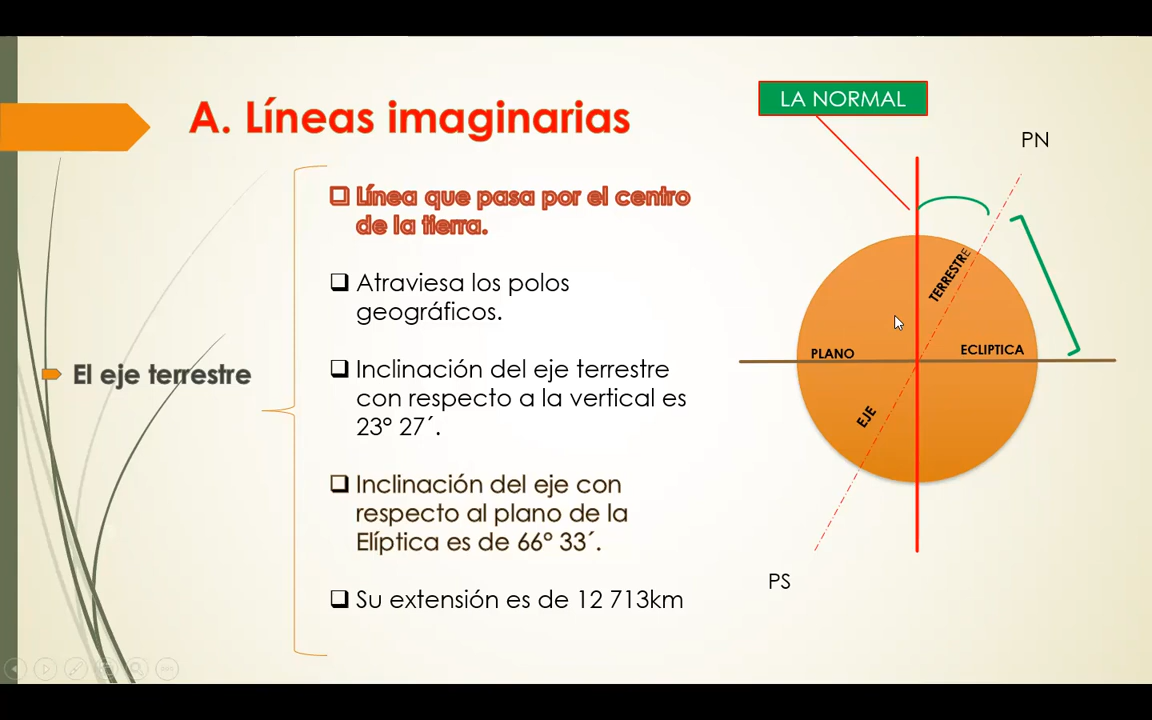 A. Líneas imaginarias
El eje terrestre
Línea que pasa por el centro
de la tierra.
Atraviesa los polos
geográficos.
Inclinación del eje terrestre
con respecto a la vertical es
23° 27´.
Inclinación del eje con
respecto al plano de la
Elíptica es de 66° 33´.
Su extensión es de 12 713km
LA NORMAL
PN
TERRESTRE
PLANO
ECLIPTICA
EJE
PS